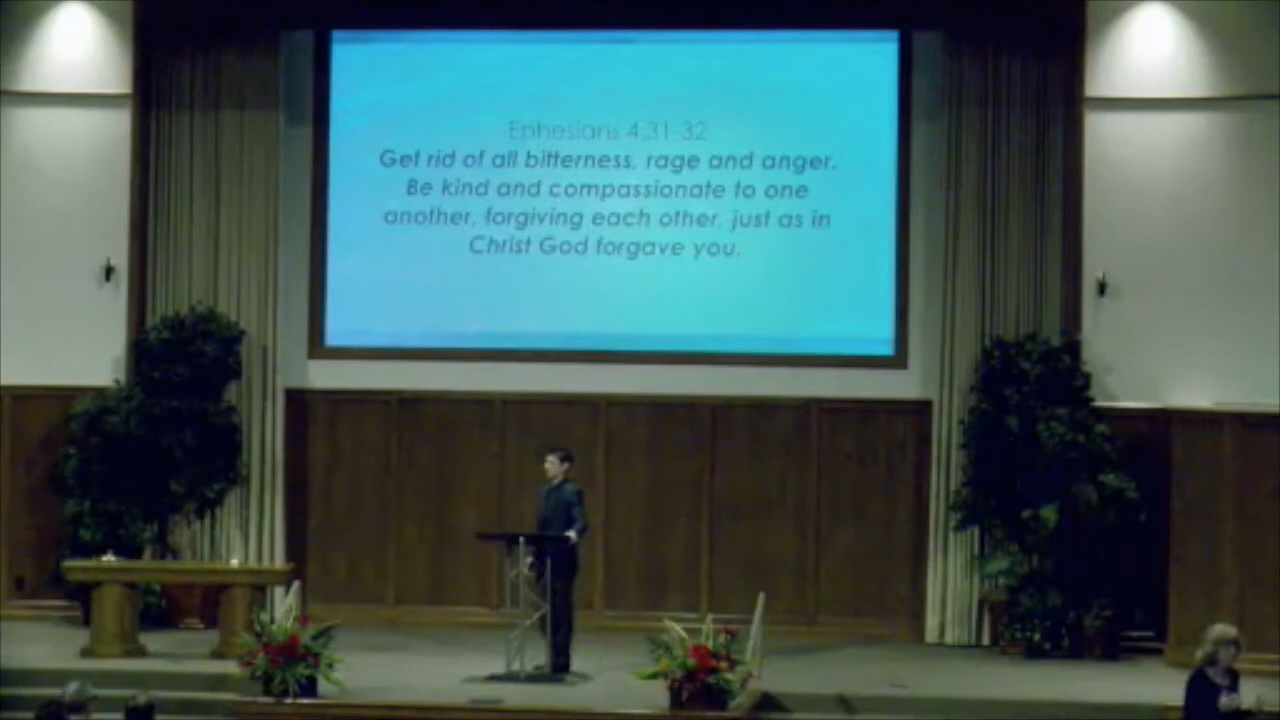 Ephesians 4:31-32
Get rid of all bitterness, rage and anger.
Be kind and compassionate to one
another, forgiving each other, just as in
Christ God forgave you.